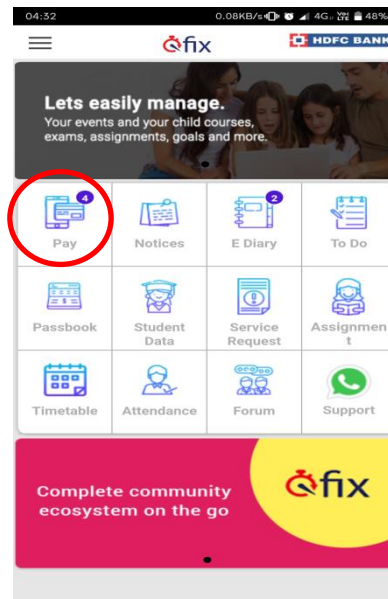 04:32
0.08KB/s 4G 48%
Qfix
HDFC BANK
Lets easily manage.
Your events and your child courses,
exams, assignments, goals and more.
4
2
Pay
Notices
E Diary
To Do
Passbook
Student
Data
Service
Request
Assignmen
t
Timetable
Attendance
Forum
Support
Complete community
ecosystem on the go
Qfix